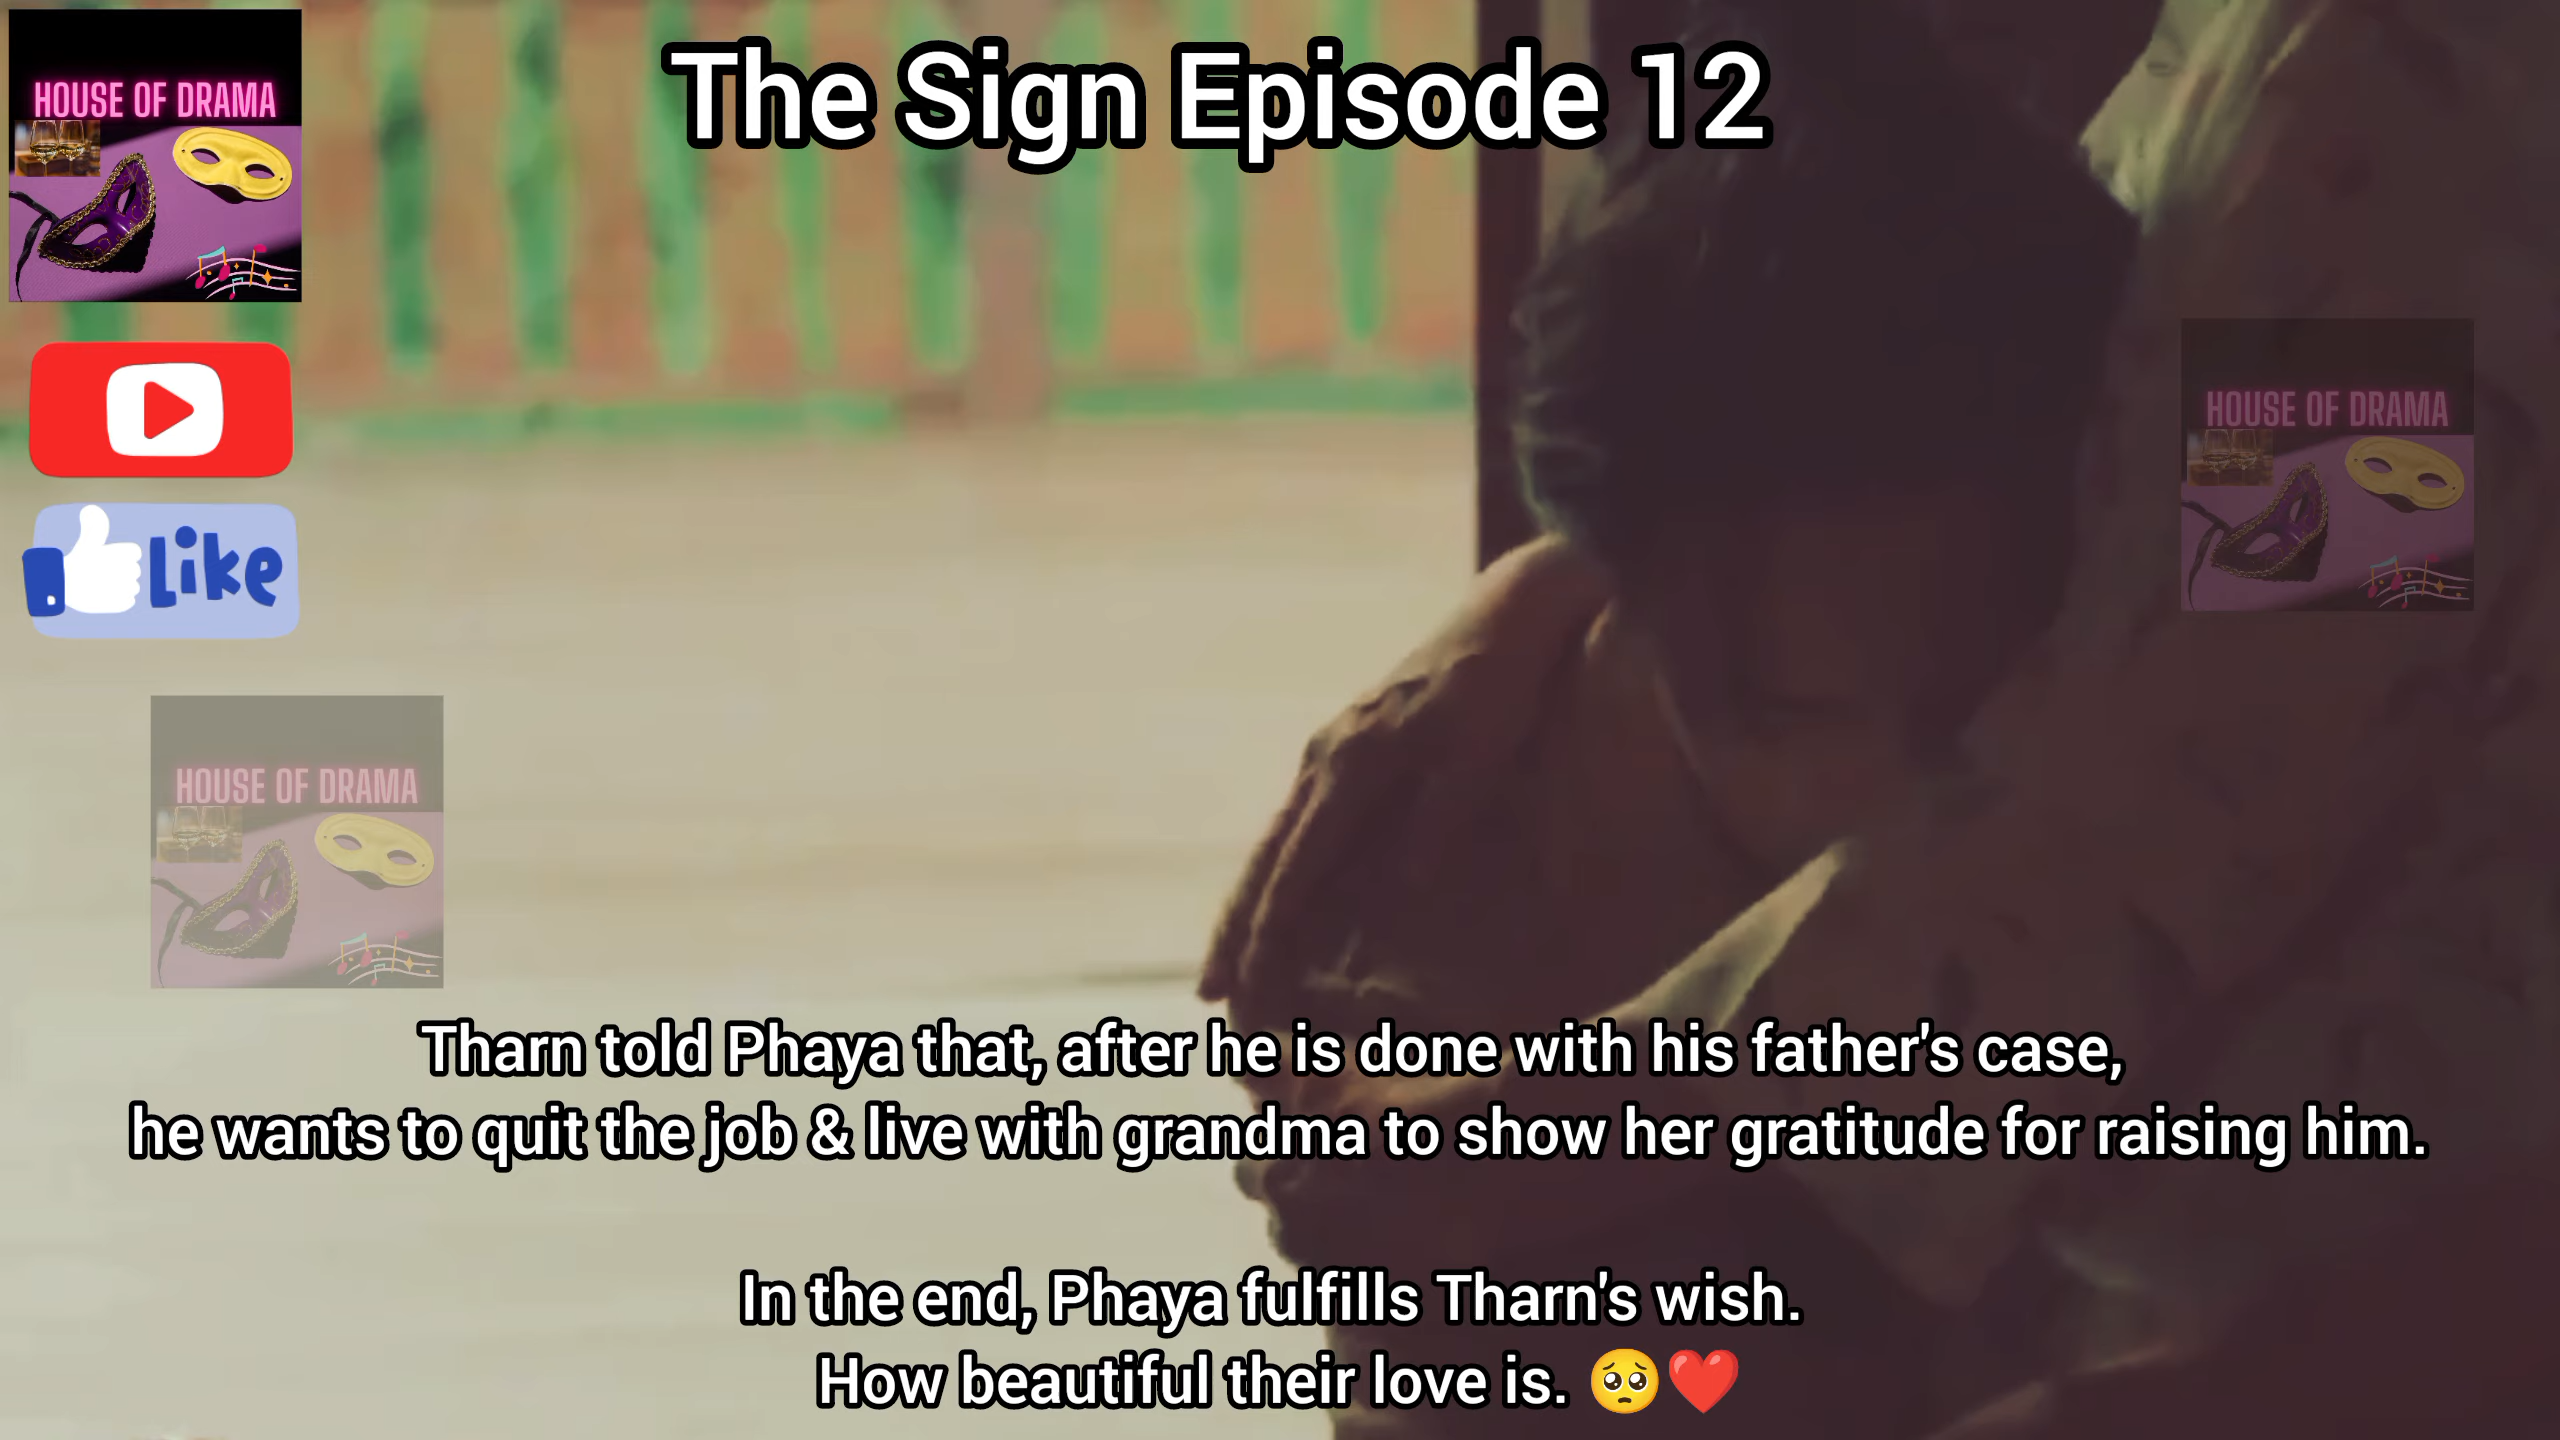 The Sign Episode 12
HOUSE OF DRAMA
Like
HOUSE OF DRAMA
HOUSE OF DRAMA
Tharn told Phaya that, after he is done with his father's case,
he wants to quit the job & live with grandma to show her gratitude for raising him.
In the end, Phaya fulfills Tharn's wish.
How beautiful their love is. 🥺❤️